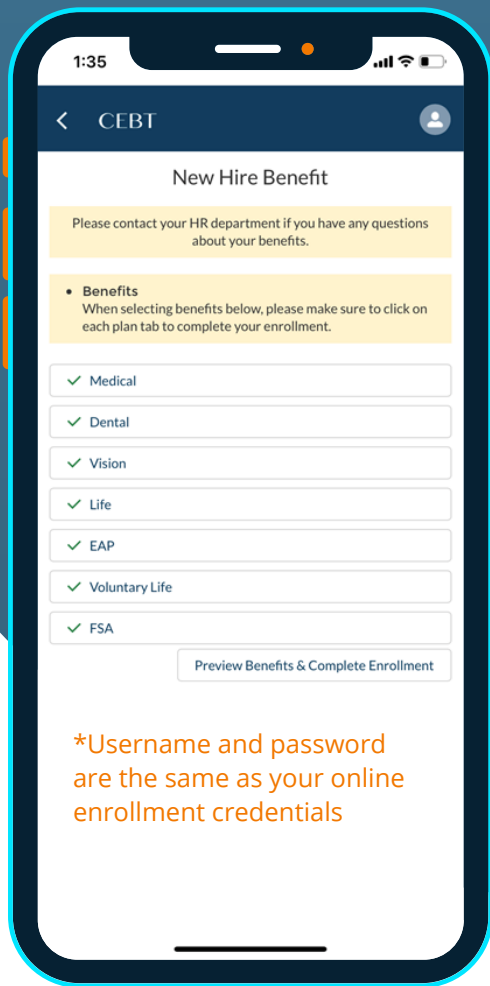 1:35
CEBT
New Hire Benefit
Please contact your HR department if you have any questions
about your benefits.
• Benefits
When selecting benefits below, please make sure to click on
each plan tab to complete your enrollment.
Medical
Dental
Vision
Life
EAP
Voluntary Life
FSA
Preview Benefits & Complete Enrollment
*Username and password
are the same as your online
enrollment credentials